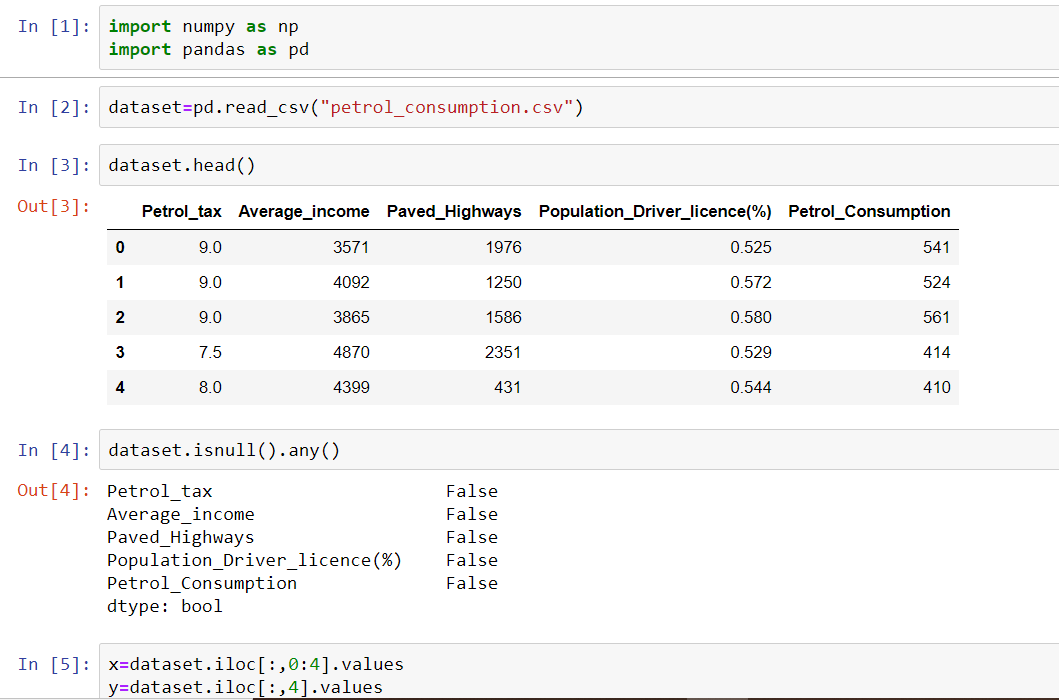 In [1]: import numpy as np
import pandas as pd
In [2]: dataset=pd.read_csv("petrol_consumption.csv")
In [3]: dataset.head()
Out[3]:
Petrol_tax Average_income Paved_Highways Population_Driver_licence(%) Petrol_Consumption
0 9.0 3571 1976 0.525 541
1 9.0 4092 1250 0.572 524
2 9.0 3865 1586 0.580 561
3 7.5 4870 2351 0.529 414
4 8.0 4399 431 0.544 410
In [4]: dataset.isnull().any()
Out[4]: Petrol_tax False
Average_income False
Paved_Highways False
Population_Driver_licence(%) False
Petrol_Consumption False
dtype: bool
In [5]: x=dataset.iloc[:,0:4].values
y=dataset.iloc[:,4].values